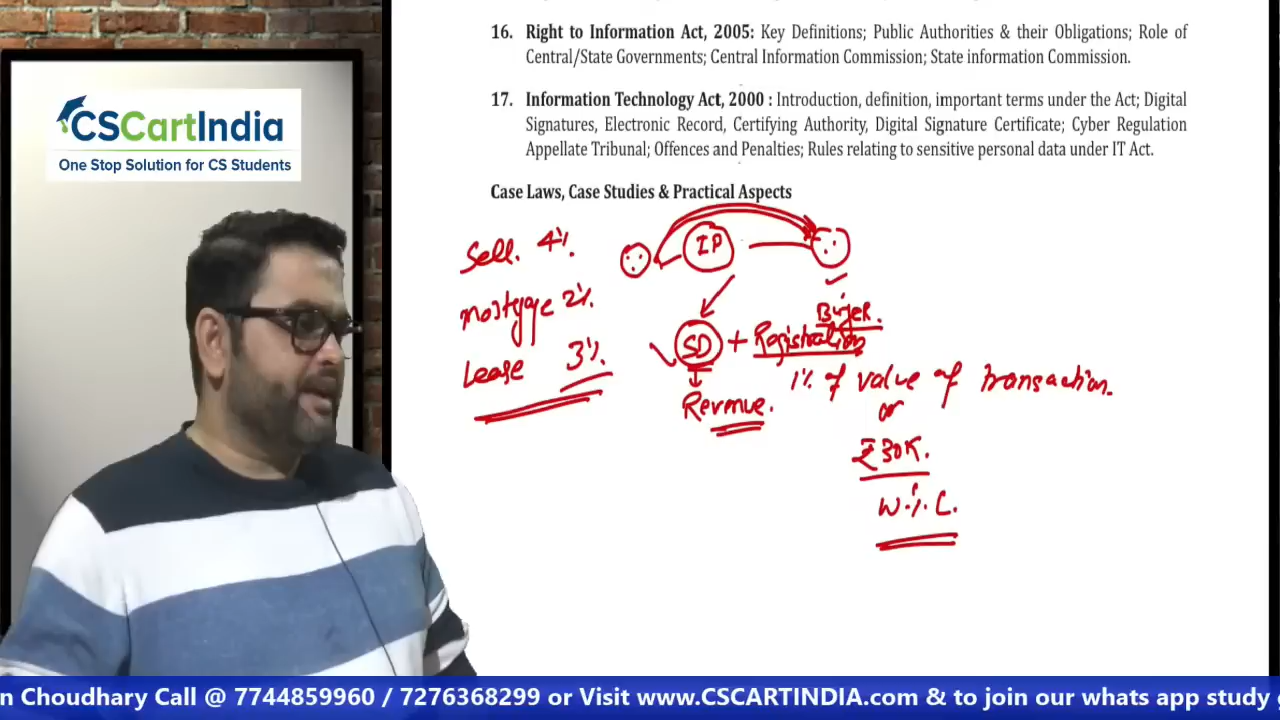 16. Right to Information Act, 2005: Key Definitions; Public Authorities & their Obligations; Role of
Central/State Governments; Central Information Commission; State information Commission.
17. Information Technology Act, 2000 : Introduction, definition, important terms under the Act; Digital
Signatures, Electronic Record, Certifying Authority, Digital Signature Certificate; Cyber Regulation
Appellate Tribunal; Offences and Penalties; Rules relating to sensitive personal data under IT Act.
CSCartIndia
One Stop Solution for CS Students
Case Laws, Case Studies & Practical Aspects
Sell. 4%.
IP
mortgage 2%.
Buyer.
SD + Registration
Lease 3%.
1% of value of transaction.
Revenue.
or
₹30K.
W.I.L.
n Choudhary Call @ 7744859960 / 7276368299 or Visit www.CSCARTINDIA.com & to join our whats app study